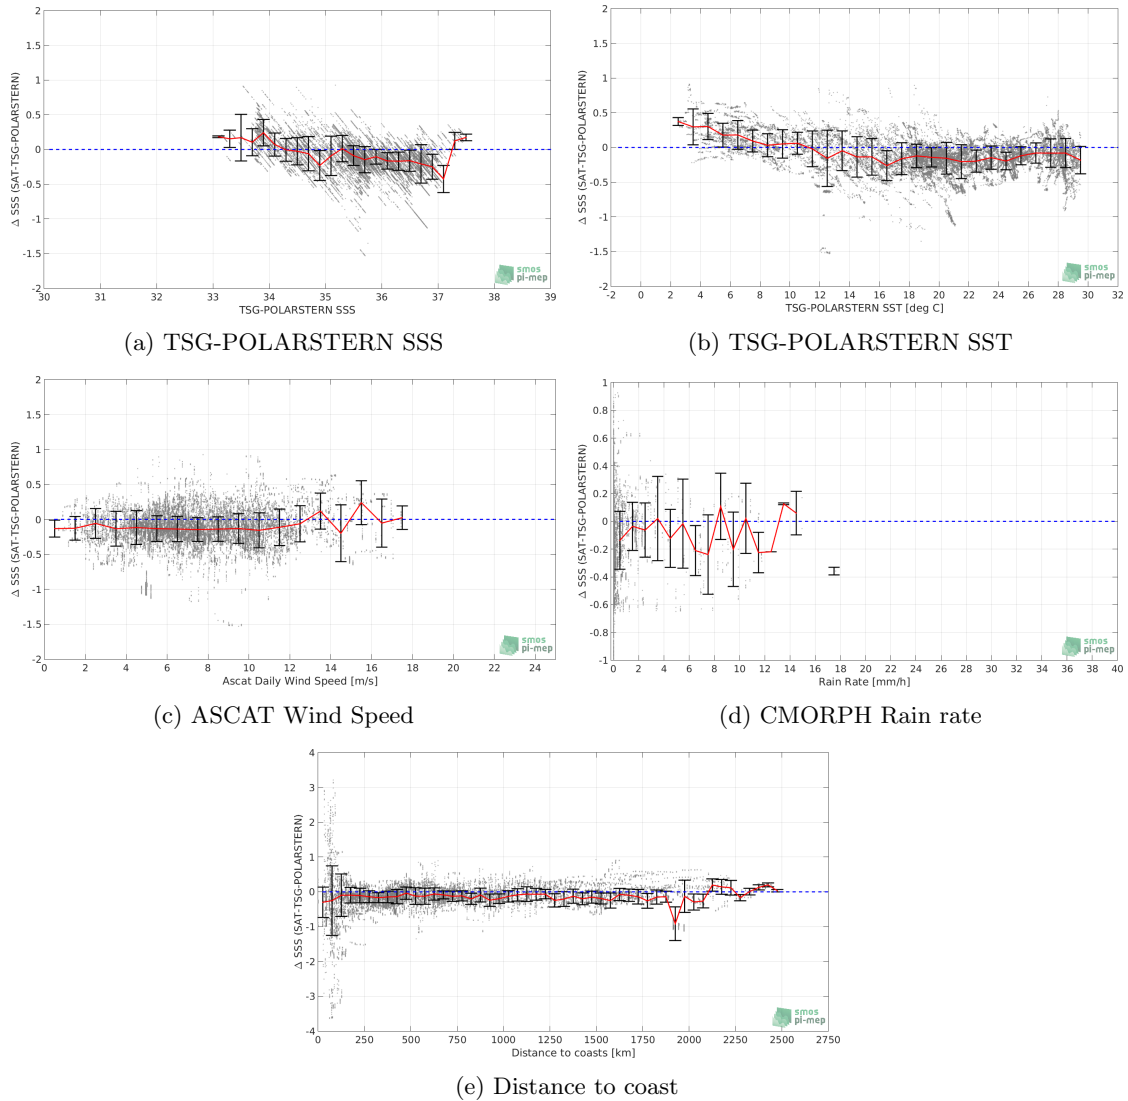 2
1.5
1
0.5
0
-0.5
-1
-1.5
-2
Δ SSS (SAT-TSG-POLARSTERN)
30 31 32 33 34 35 36 37 38 39
TSG-POLARSTERN SSS
smos
pi-mep
(a) TSG-POLARSTERN SSS
2
1.5
1
0.5
0
-0.5
-1
-1.5
-2
Δ SSS (SAT-TSG-POLARSTERN)
-2 0 2 4 6 8 10 12 14 16 18 20 22 24 26 28 30 32
TSG-POLARSTERN SST [deg C]
smos
pi-mep
(b) TSG-POLARSTERN SST
2
1.5
1
0.5
0
-0.5
-1
-1.5
-2
Δ SSS (SAT-TSG-POLARSTERN)
0 2 4 6 8 10 12 14 16 18 20 22 24
Ascat Daily Wind Speed [m/s]
smos
pi-mep
(c) ASCAT Wind Speed
1
0.8
0.6
0.4
0.2
0
-0.2
-0.4
-0.6
-0.8
-1
Δ SSS (SAT-TSG-POLARSTERN)
0 2 4 6 8 10 12 14 16 18 20 22 24 26 28 30 32 34 36 38 40
Rain Rate [mm/h]
smos
pi-mep
(d) CMORPH Rain rate
4
3
2
1
0
-1
-2
-3
-4
Δ SSS (SAT-TSG-POLARSTERN)
0 250 500 750 1000 1250 1500 1750 2000 2250 2500 2750
Distance to coasts [km]
smos
pi-mep
(e) Distance to coast